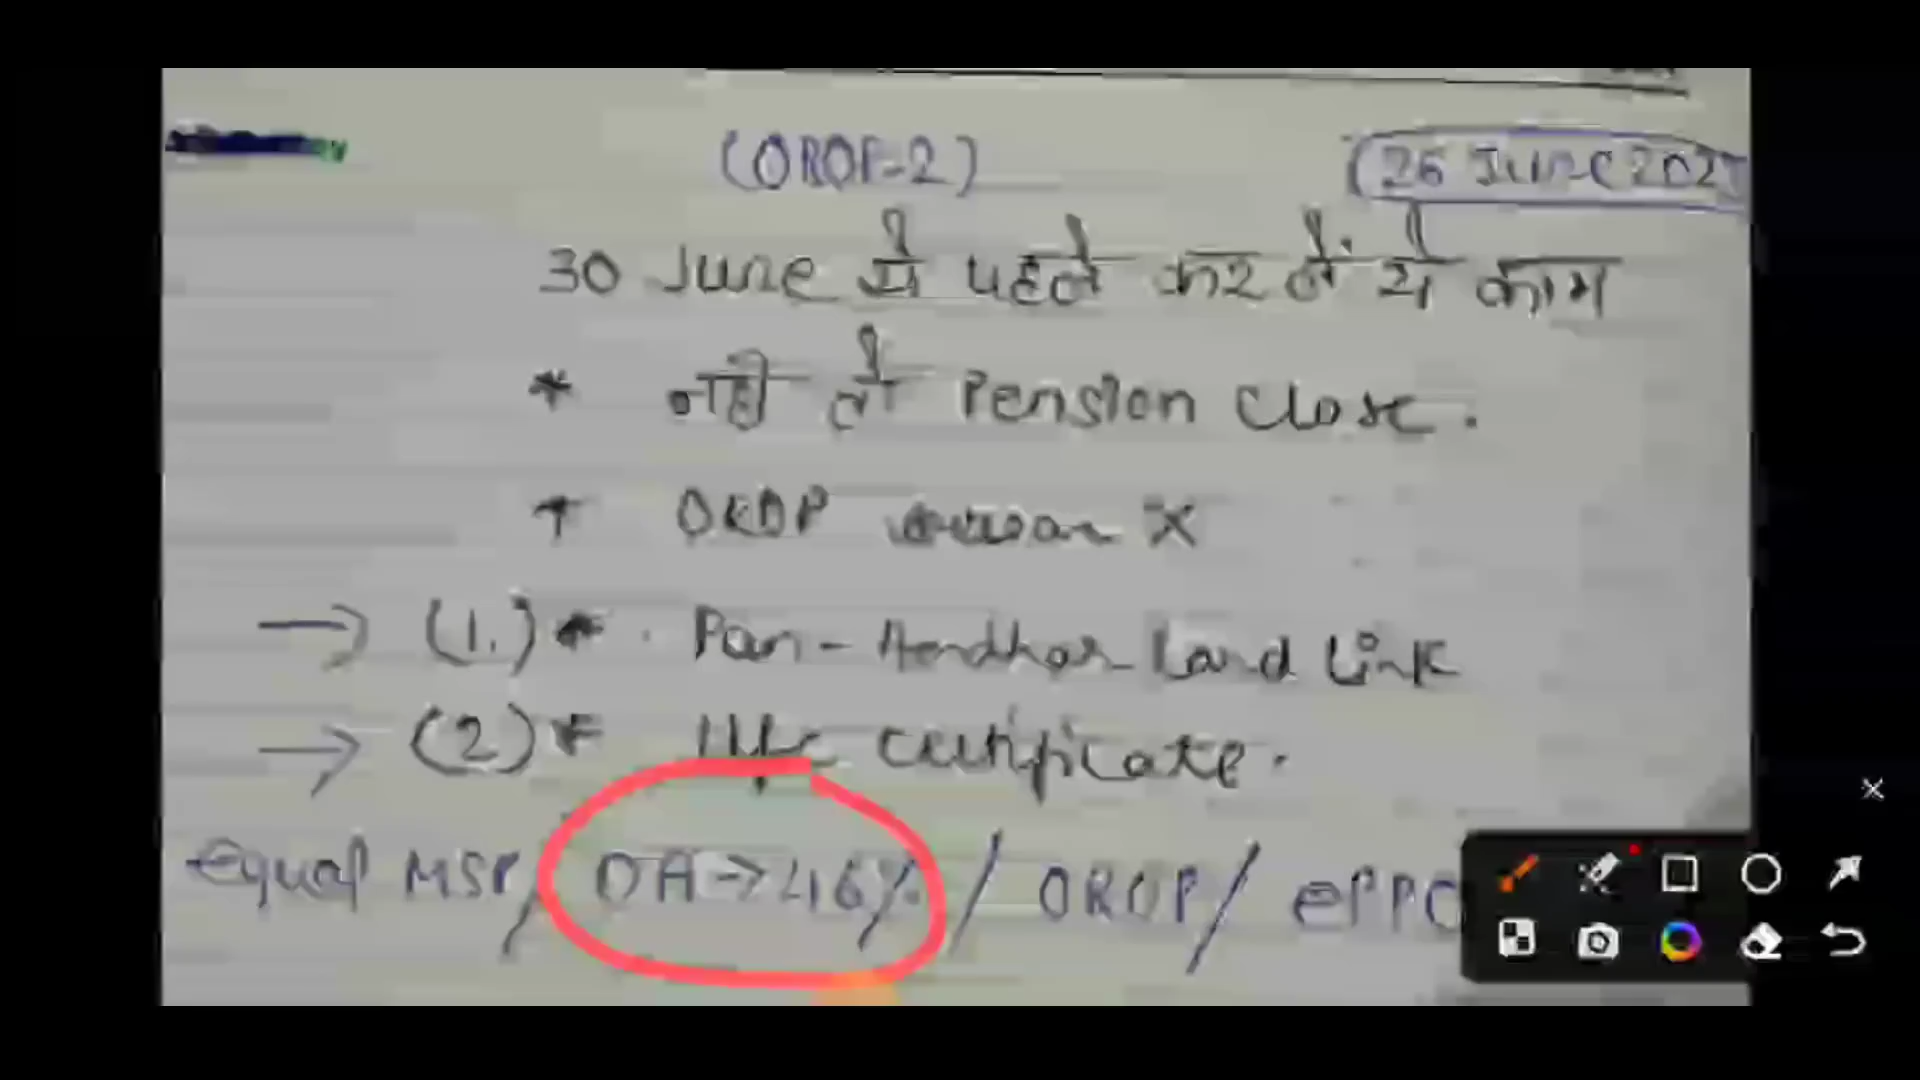 (OROP-2)
(26 June 202
30 June से पहले कर लें ये काम
* नहीं तो Pension Close.
* OROP X
→ (1.) * Pan-Aadhar Card Link
→ (2) * Life Certificate.
Equal MSP / DA → 46% / OROP / ePPO